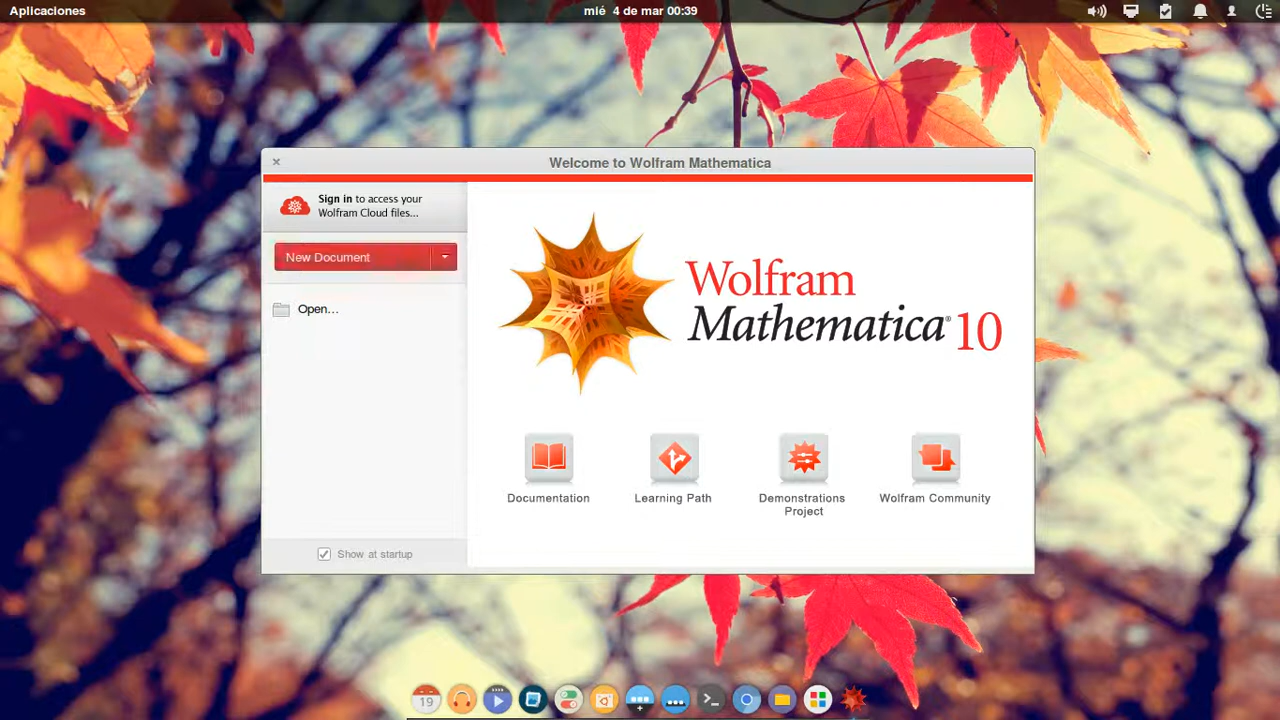 Aplicaciones
mié 4 de mar 00:39
Welcome to Wolfram Mathematica
Sign in to access your
Wolfram Cloud files...
New Document
Open...
Show at startup
Wolfram
Mathematica® 10
Documentation
Learning Path
Demonstrations
Project
Wolfram Community
19